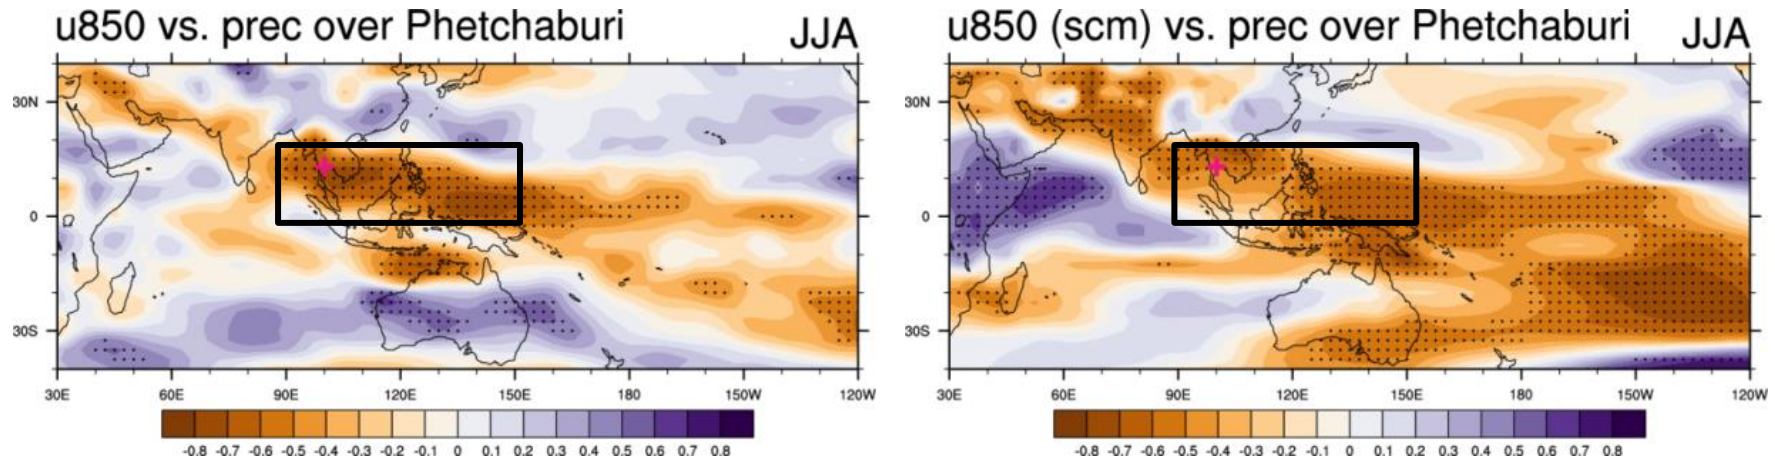 u850 vs. prec over Phetchaburi JJA
30N
0
30S
30E 60E 90E 120E 150E 180 150W 120W
-0.8 -0.7 -0.6 -0.5 -0.4 -0.3 -0.2 -0.1 0 0.1 0.2 0.3 0.4 0.5 0.6 0.7 0.8
u850 (scm) vs. prec over Phetchaburi JJA
30N
0
30S
30E 60E 90E 120E 150E 180 150W 120W
-0.8 -0.7 -0.6 -0.5 -0.4 -0.3 -0.2 -0.1 0 0.1 0.2 0.3 0.4 0.5 0.6 0.7 0.8